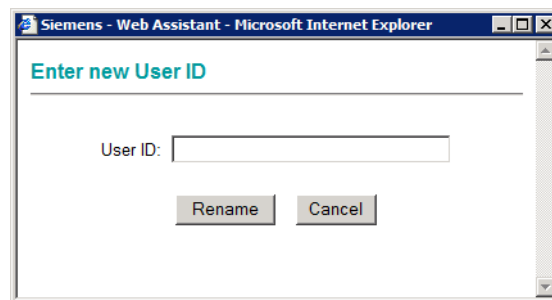 Siemens - Web Assistant - Microsoft Internet Explorer
Enter new User ID
User ID:
Rename Cancel